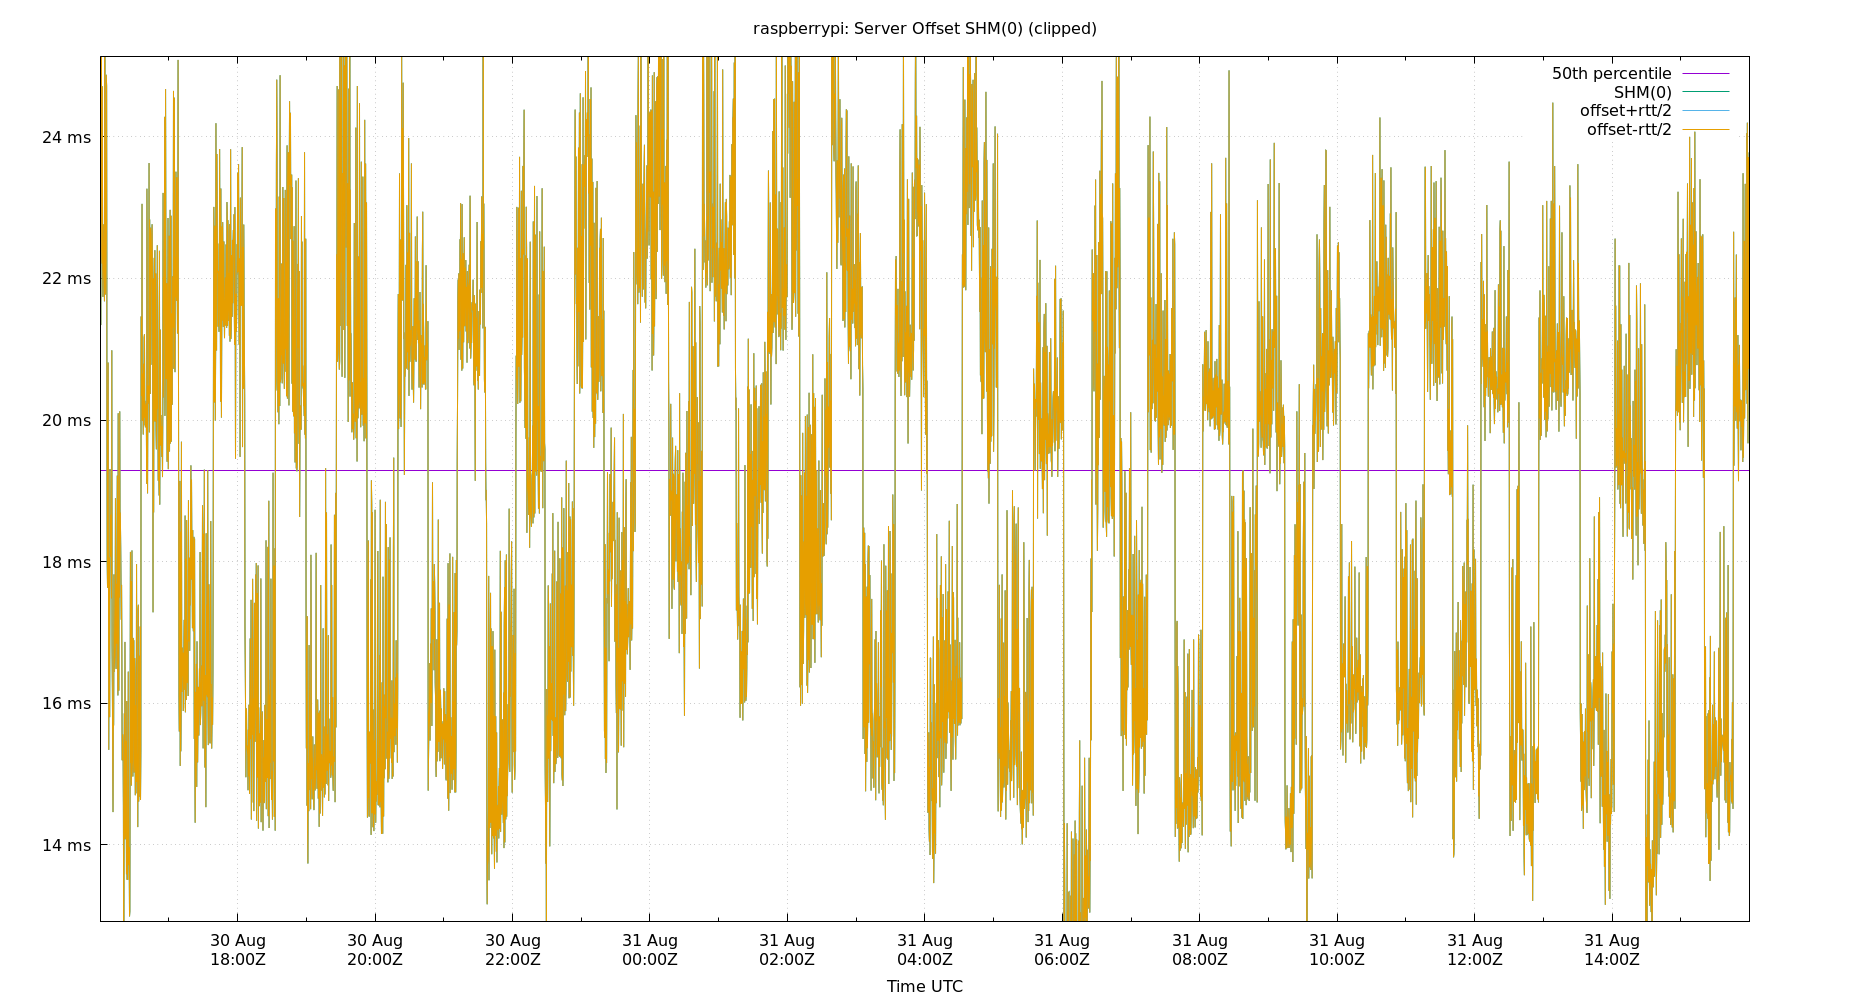 raspberrypi: Server Offset SHM(0) (clipped)
50th percentile
SHM(0)
offset+rtt/2
offset-rtt/2
24 ms
22 ms
20 ms
18 ms
16 ms
14 ms
30 Aug 30 Aug 30 Aug 31 Aug 31 Aug 31 Aug 31 Aug 31 Aug 31 Aug 31 Aug 31 Aug
18:00Z 20:00Z 22:00Z 00:00Z 02:00Z 04:00Z 06:00Z 08:00Z 10:00Z 12:00Z 14:00Z
Time UTC